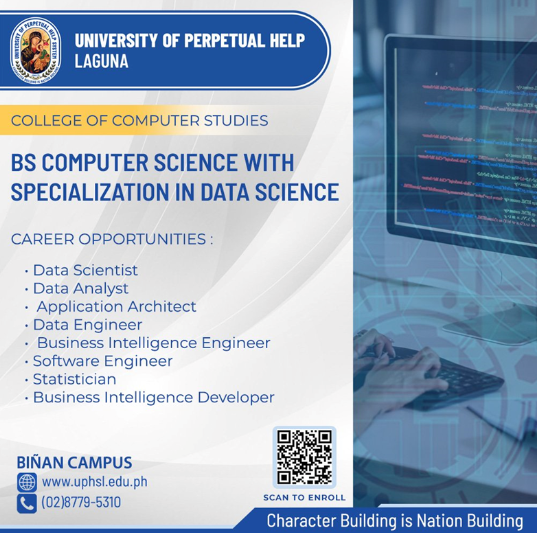 UNIVERSITY OF PERPETUAL HELP
LAGUNA
COLLEGE OF COMPUTER STUDIES
BS COMPUTER SCIENCE WITH
SPECIALIZATION IN DATA SCIENCE
CAREER OPPORTUNITIES :
· Data Scientist
· Data Analyst
· Application Architect
· Data Engineer
· Business Intelligence Engineer
· Software Engineer
· Statistician
· Business Intelligence Developer
BIÑAN CAMPUS
www.uphsl.edu.ph
(02)8779-5310
SCAN TO ENROLL
Character Building is Nation Building